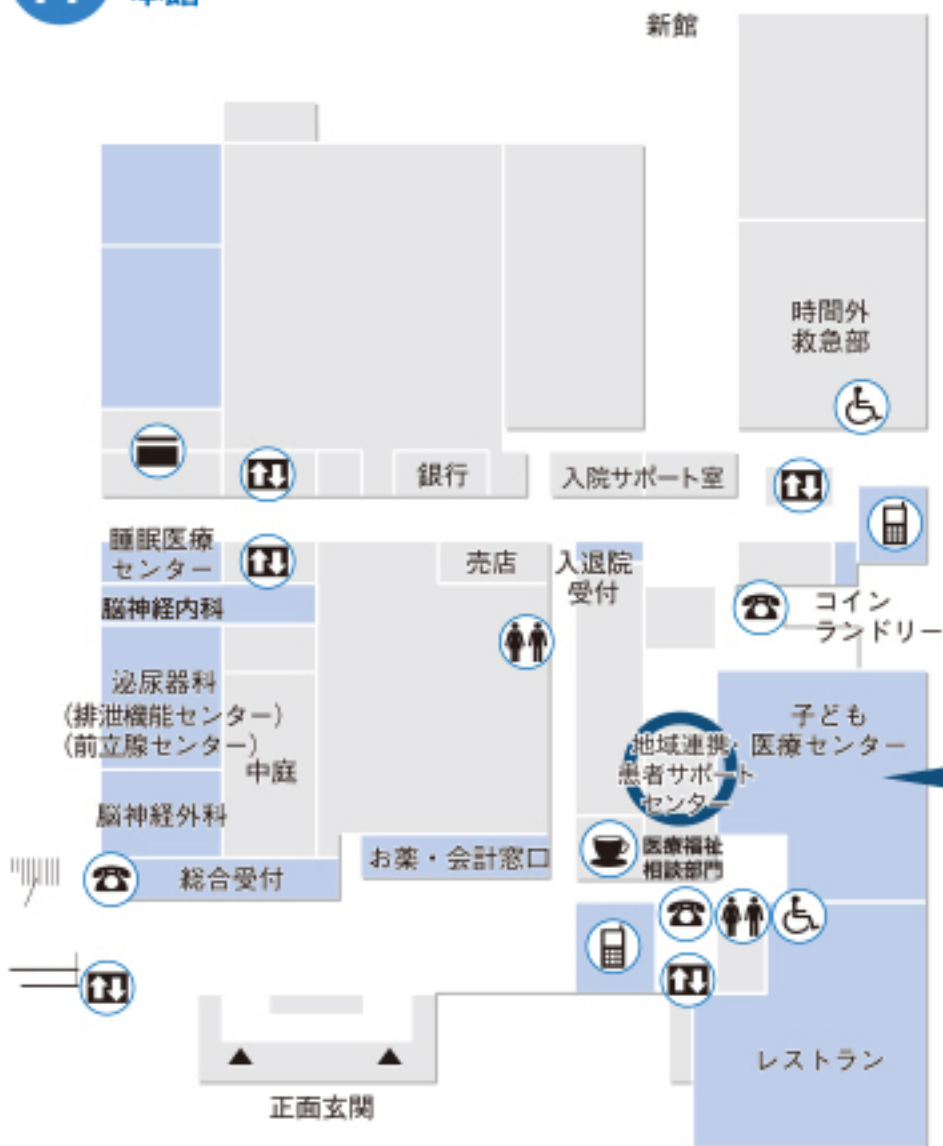 本館
新館
時間外
救急部
銀行
入院サポート室
睡眠医療
センター
売店
入退院
受付
脳神経内科
コイン
ランドリー
泌尿器科
(排泄機能センター)
(前立腺センター)
中庭
子ども
医療センター
地域連携・
患者サポート
センター
脳神経外科
お薬・会計窓口
医療福祉
相談部門
総合受付
レストラン
正面玄関